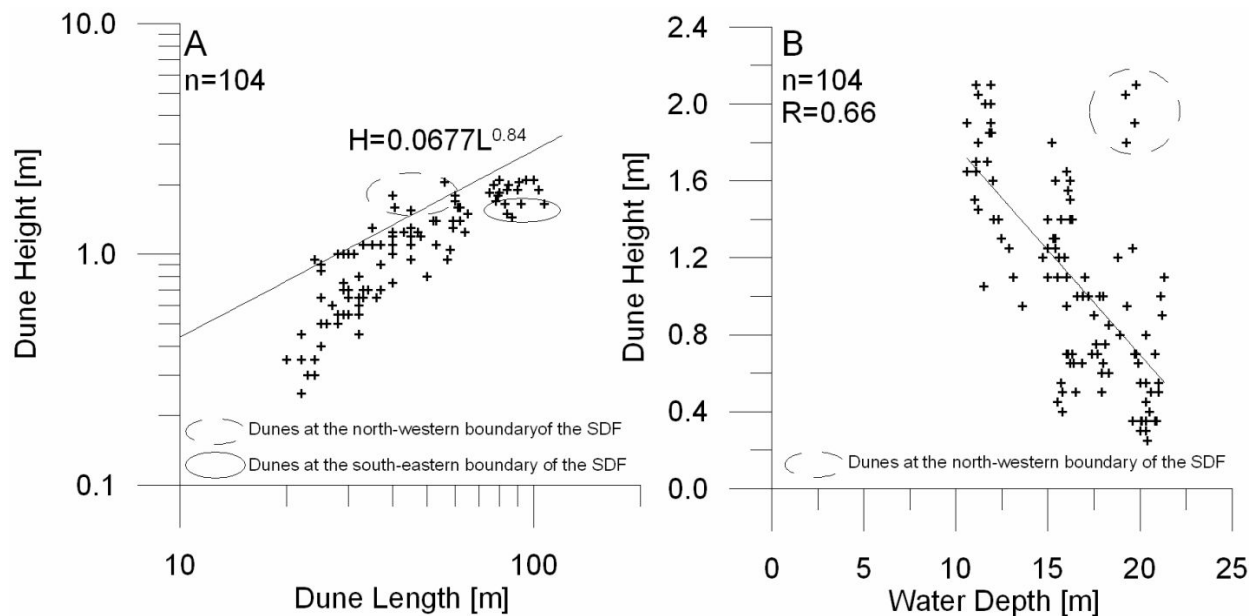 10.0
A
n=104
H=0.0677L^0.84
Dune Height [m]
1.0
Dunes at the north-western boundaryof the SDF
Dunes at the south-eastern boundary of the SDF
0.1
10
100
Dune Length [m]
2.4
B
n=104
R=0.66
2.0
1.6
Dune Height [m]
1.2
0.8
0.4
Dunes at the north-western boundary of the SDF
0.0
0
5
10
15
20
25
Water Depth [m]